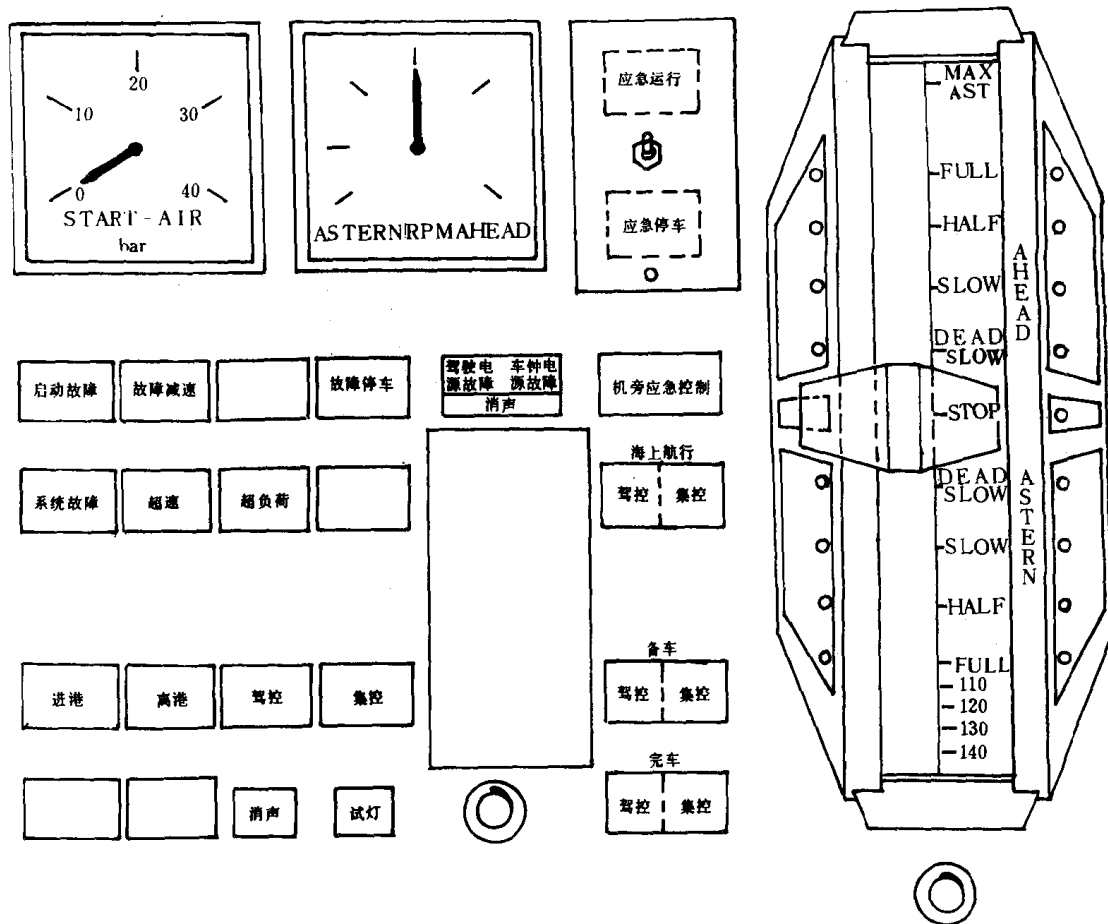 20
10
30
0
40
START-AIR
bar
ASTERN RPM AHEAD
应急运行
应急停车
启动故障
故障减速
故障停车
驾驶电 车钟电
源故障 源故障
消声
机旁应急控制
系统故障
超速
超负荷
海上航行
驾控
集控
进港
离港
驾控
集控
备车
驾控
集控
消声
试灯
完车
驾控
集控
MAX
AST
FULL
HALF
SLOW
DEAD
SLOW
STOP
DEAD
SLOW
SLOW
HALF
FULL
110
120
130
140
AHEAD
ASTERN